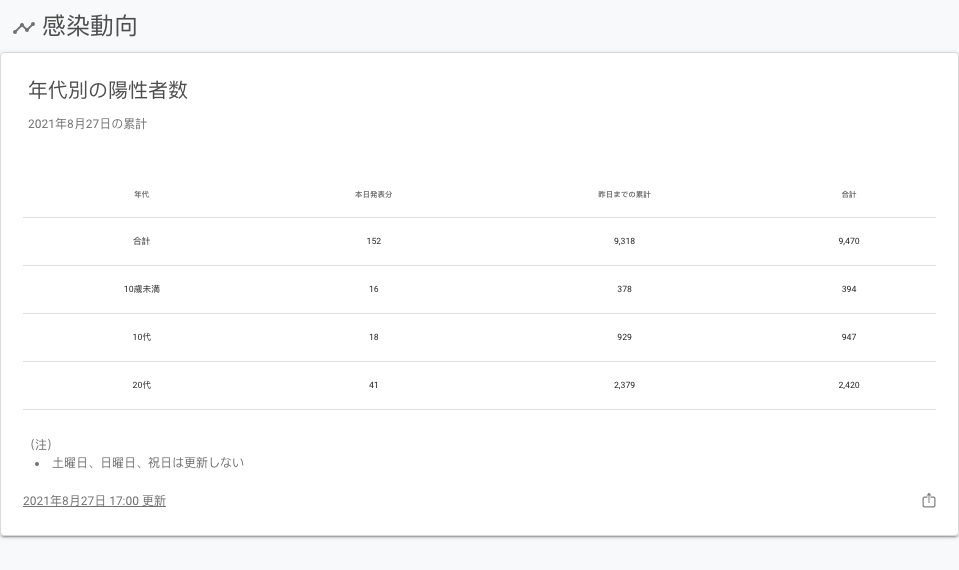 感染動向
年代別の陽性者数
2021年8月27日の累計
年代 本日発表分 昨日までの累計 合計
合計 152 9,318 9,470
10歳未満 16 378 394
10代 18 929 947
20代 41 2,379 2,420
（注）
• 土曜日、日曜日、祝日は更新しない
2021年8月27日 17:00 更新